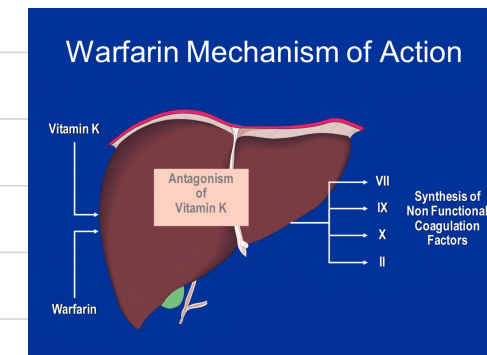 Warfarin Mechanism of Action
Vitamin K
Antagonism
of
Vitamin K
VII
IX
X
II
Synthesis of
Non Functional
Coagulation
Factors
Warfarin